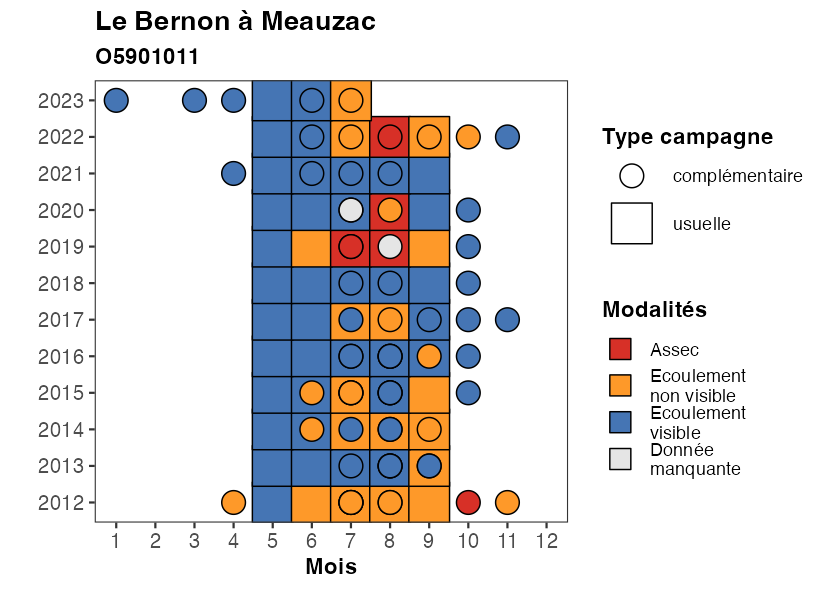 Le Bernon à Meauzac
O5901011
2023
2022
2021
2020
2019
2018
2017
2016
2015
2014
2013
2012
1 2 3 4 5 6 7 8 9 10 11 12
Mois
Type campagne
complémentaire
usuelle
Modalités
Assec
Ecoulement
non visible
Ecoulement
visible
Donnée
manquante